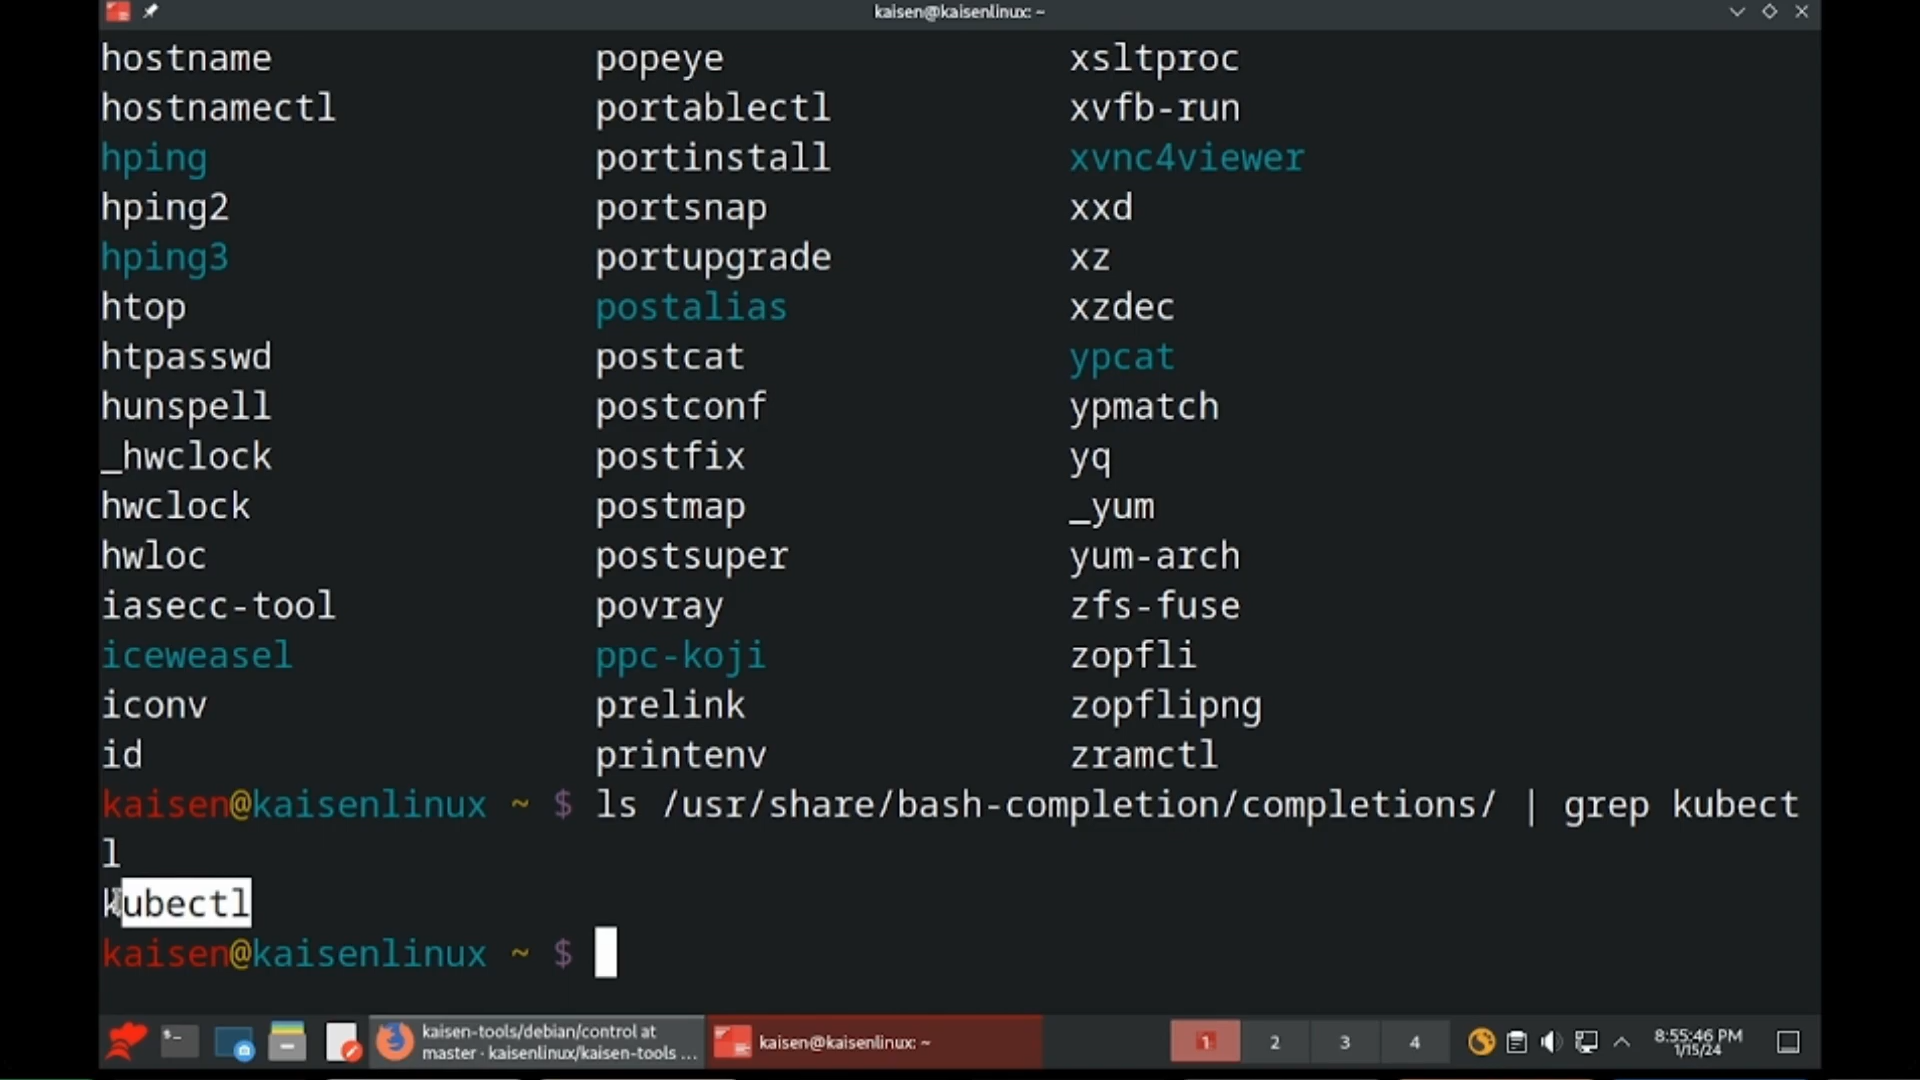 kaisen@kaisenlinux: ~
hostname popeye xsltproc
hostnamectl portablectl xvfb-run
hping portinstall xvnc4viewer
hping2 portsnap xxd
hping3 portupgrade xz
htop postalias xzdec
htpasswd postcat ypcat
hunspell postconf ypmatch
_hwclock postfix yq
hwclock postmap _yum
hwloc postsuper yum-arch
iasecc-tool povray zfs-fuse
iceweasel ppc-koji zopfli
iconv prelink zopflipng
id printenv zramctl
kaisen@kaisenlinux ~ $ ls /usr/share/bash-completion/completions/ | grep kubect
l
kubectl
kaisen@kaisenlinux ~ $
kaisen-tools/debian/control at
master · kaisenlinux/kaisen-tools ...
kaisen@kaisenlinux: ~
1 2 3 4
8:55:46 PM
1/15/24